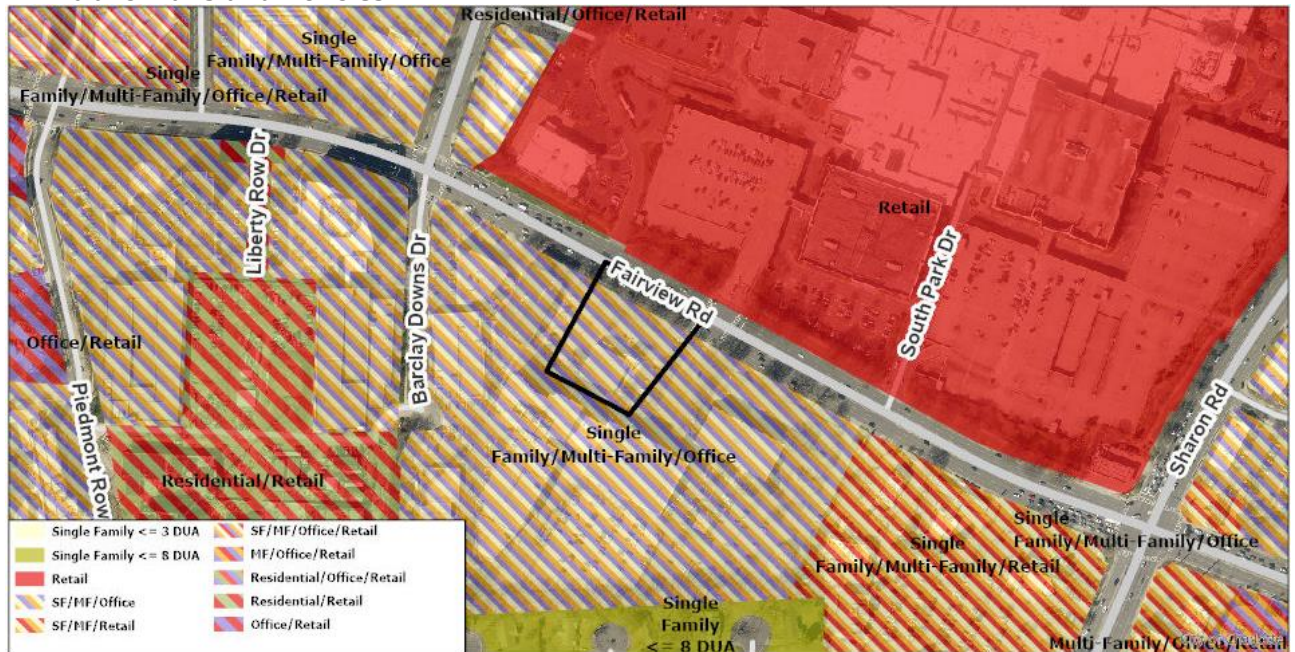 Residential/Office/Retail
Single
Family/Multi-Family/Office
Single
Family/Multi-Family/Office/Retail
Liberty Row Dr
Barclay Downs Dr
Fairview Rd
Retail
South Park Dr
Sharon Rd
Office/Retail
Piedmont Row
Residential/Retail
Single
Family/Multi-Family/Office
Single
Family/Multi-Family/Retail
Single
Family/Multi-Family/Office
Single
Family
<= 8 DUA
Multi-Family/Office/Retail
Single Family <= 3 DUA
Single Family <= 8 DUA
Retail
SF/MF/Office
SF/MF/Retail
SF/MF/Office/Retail
MF/Office/Retail
Residential/Office/Retail
Residential/Retail
Office/Retail